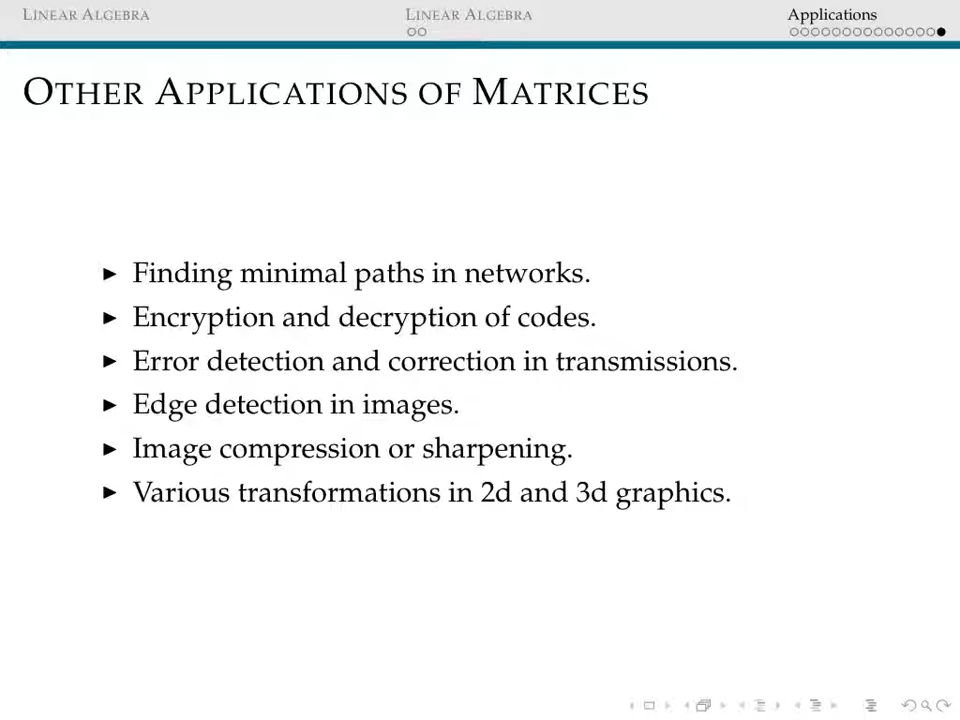 LINEAR ALGEBRA LINEAR ALGEBRA Applications
OTHER APPLICATIONS OF MATRICES
Finding minimal paths in networks.
Encryption and decryption of codes.
Error detection and correction in transmissions.
Edge detection in images.
Image compression or sharpening.
Various transformations in 2d and 3d graphics.